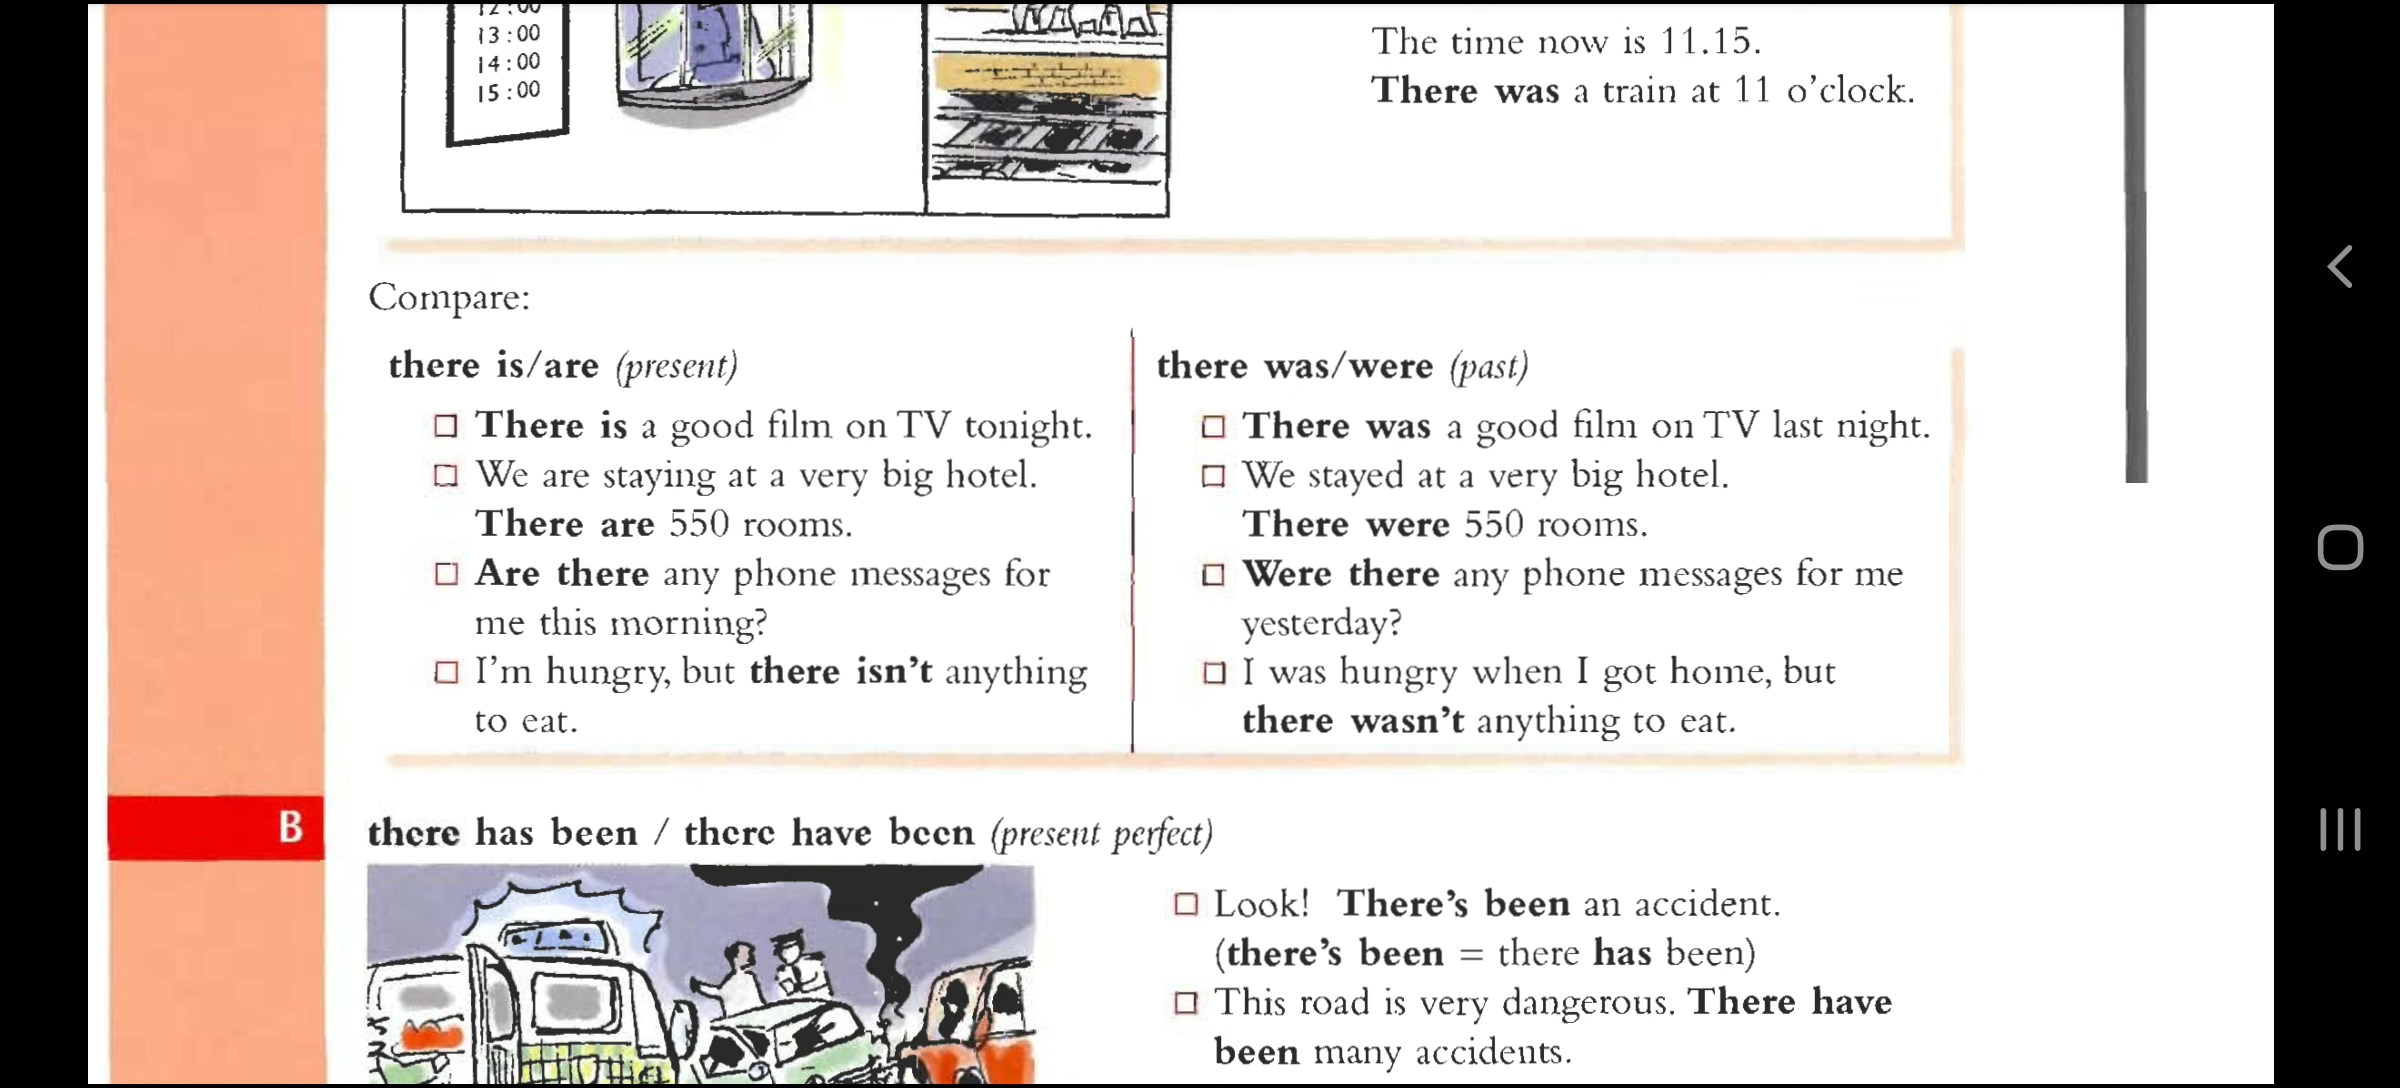 12:00
13:00
14:00
15:00
The time now is 11.15.
There was a train at 11 o'clock.
Compare:
there is/are (present)
□ There is a good film on TV tonight.
□ We are staying at a very big hotel.
There are 550 rooms.
□ Are there any phone messages for
me this morning?
□ I'm hungry, but there isn't anything
to eat.
there was/were (past)
□ There was a good film on TV last night.
□ We stayed at a very big hotel.
There were 550 rooms.
□ Were there any phone messages for me
yesterday?
□ I was hungry when I got home, but
there wasn't anything to eat.
B
there has been / there have been (present perfect)
□ Look! There's been an accident.
(there's been = there has been)
□ This road is very dangerous. There have
been many accidents.